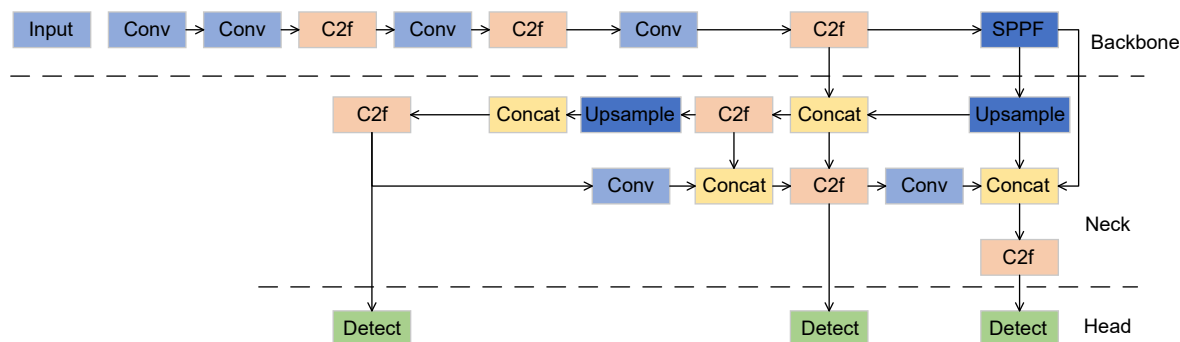 Input Conv Conv C2f Conv C2f Conv C2f SPPF
Backbone
C2f Concat Upsample C2f Concat Upsample
Conv Concat C2f Conv Concat
Neck
C2f
Detect Detect Detect Head